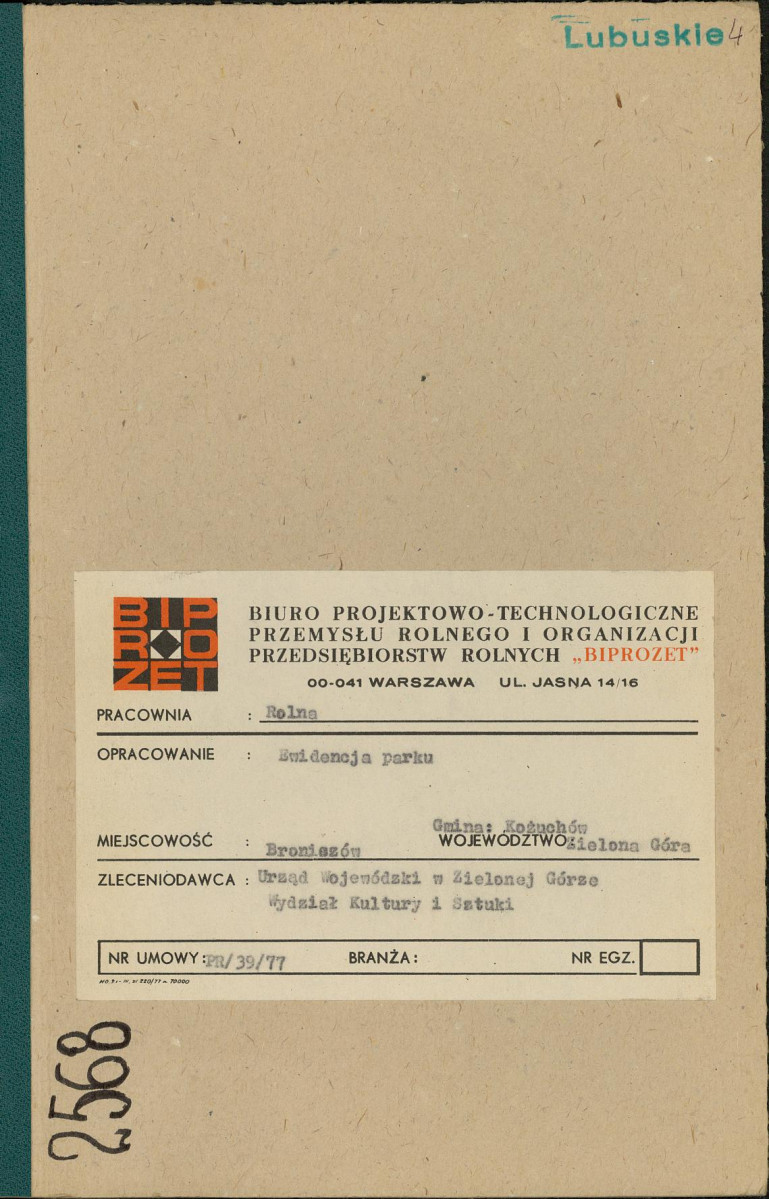 Lubuskie 4
BIP
RO
ZET
BIURO PROJEKTOWO-TECHNOLOGICZNE
PRZEMYSŁU ROLNEGO I ORGANIZACJI
PRZEDSIĘBIORSTW ROLNYCH „BIPROZET”
00-041 WARSZAWA UL. JASNA 14/16
PRACOWNIA : Rolna
OPRACOWANIE : Ewidencja parku
Gmina: Kożuchów
MIEJSCOWOŚĆ : Broniszów WOJEWÓDZTWO Zielona Góra
ZLECENIODAWCA : Urząd Wojewódzki w Zielonej Górze
Wydział Kultury i Sztuki
NR UMOWY: PR/39/77 BRANŻA: NR EGZ.
2568